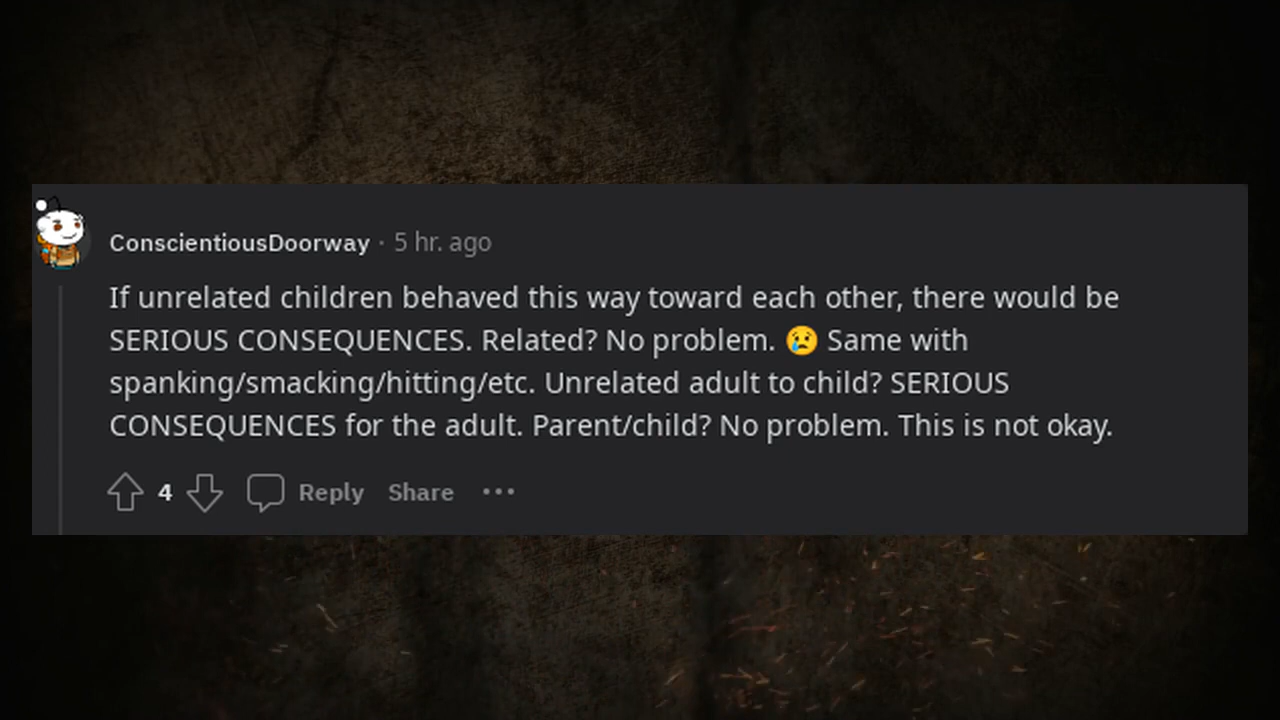 ConscientiousDoorway · 5 hr. ago
If unrelated children behaved this way toward each other, there would be
SERIOUS CONSEQUENCES. Related? No problem. 😢 Same with
spanking/smacking/hitting/etc. Unrelated adult to child? SERIOUS
CONSEQUENCES for the adult. Parent/child? No problem. This is not okay.
4 Reply Share •••